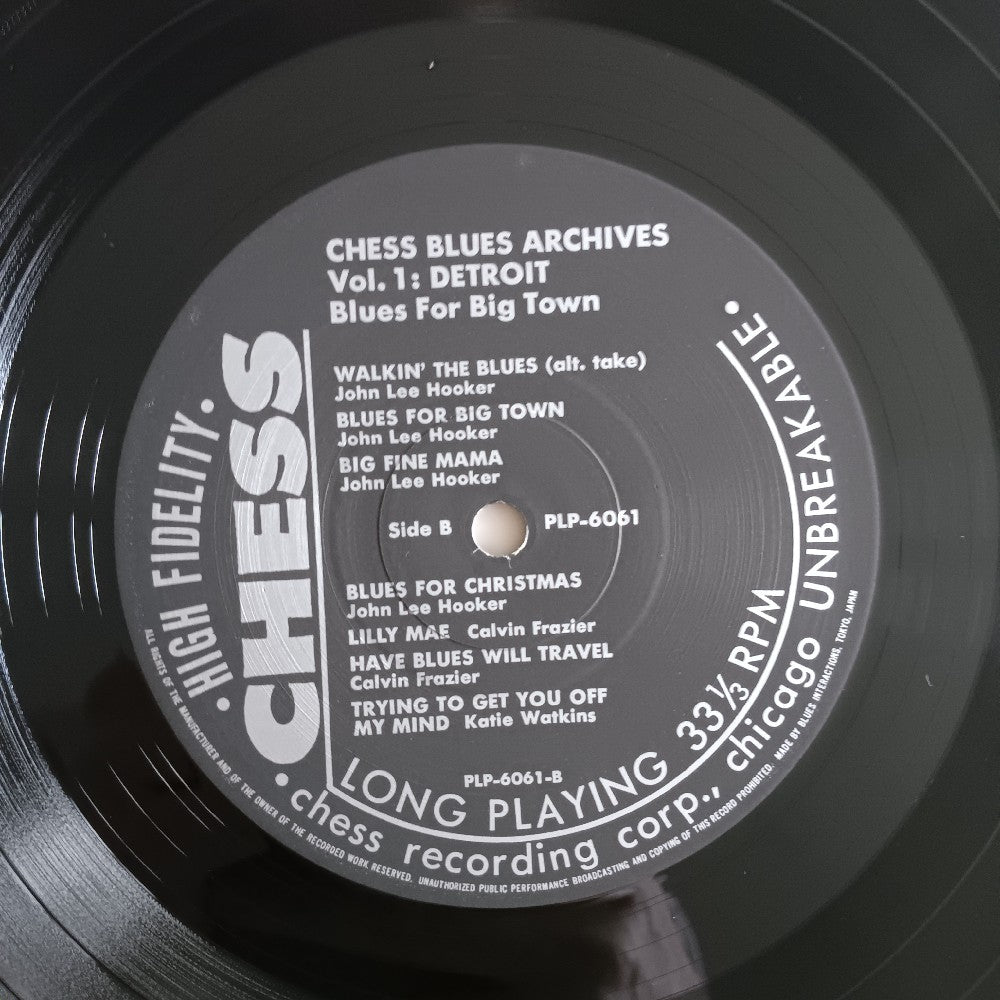 CHESS BLUES ARCHIVES
Vol. 1: DETROIT
Blues For Big Town
WALKIN' THE BLUES (alt. take)
John Lee Hooker
BLUES FOR BIG TOWN
John Lee Hooker
BIG FINE MAMA
John Lee Hooker
Side B
PLP-6061
BLUES FOR CHRISTMAS
John Lee Hooker
LILLY MAE Calvin Frazier
HAVE BLUES WILL TRAVEL
Calvin Frazier
TRYING TO GET YOU OFF
MY MIND Katie Watkins
PLP-6061-B
• HIGH FIDELITY.
CHESS
LONG PLAYING 33⅓ RPM
• chess recording corp., chicago UNBREAKABLE •
ALL RIGHTS OF THE MANUFACTURER AND OF THE OWNER OF THE RECORDED WORK RESERVED. UNAUTHORIZED PUBLIC PERFORMANCE BROADCASTING AND COPYING OF THIS RECORD PROHIBITED. MADE BY BLUES INTERACTIONS, TOKYO, JAPAN